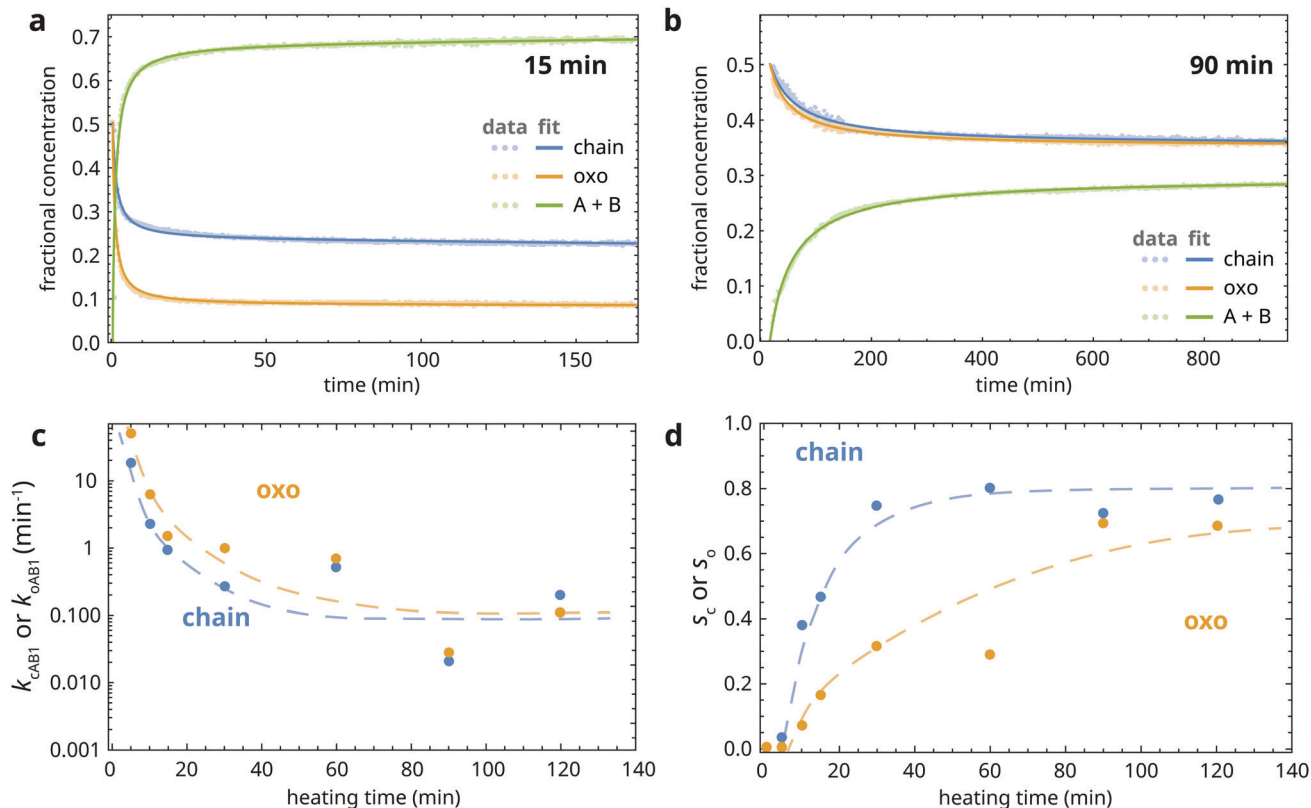 a
15 min
fractional concentration
0.7
0.6
0.5
0.4
0.3
0.2
0.1
0.0
data fit
chain
oxo
A + B
0 50 100 150
time (min)
b
90 min
fractional concentration
0.5
0.4
0.3
0.2
0.1
0.0
data fit
chain
oxo
A + B
0 200 400 600 800
time (min)
c
k_cAB1 or k_oAB1 (min⁻¹)
10
1
0.100
0.010
0.001
oxo
chain
0 20 40 60 80 100 120 140
heating time (min)
d
s_c or s_o
1.0
0.8
0.6
0.4
0.2
0.0
chain
oxo
0 20 40 60 80 100 120 140
heating time (min)